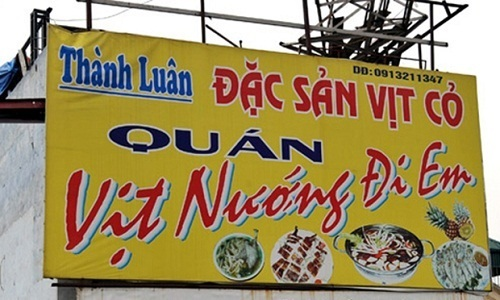 Thành Luân
DĐ: 0913211347
ĐẶC SẢN VỊT CỎ
QUÁN
Vịt Nướng Đi Em